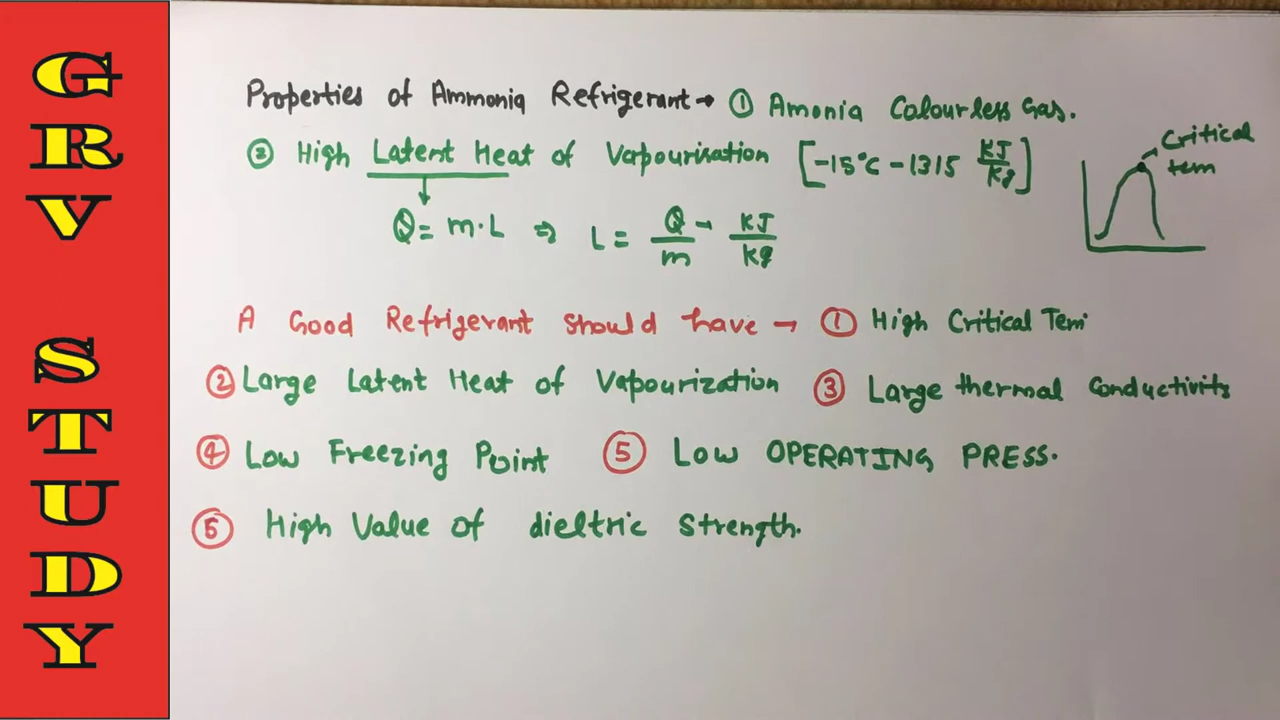 GRV STUDY
Properties of Ammonia Refrigerant → ① Amonia Colourless Gas.
② High Latent Heat of Vapourisation [-15°C - 1315 KJ/Kg]
Critical
tem
Q = m·L ⇒ L = Q/m → KJ/kg
A Good Refrigerant should have → ① High Critical Tem
② Large Latent Heat of Vapourization ③ Large thermal Conductivits
④ Low Freezing Point ⑤ Low OPERATING PRESS.
⑤ High Value of dieltric Strength.